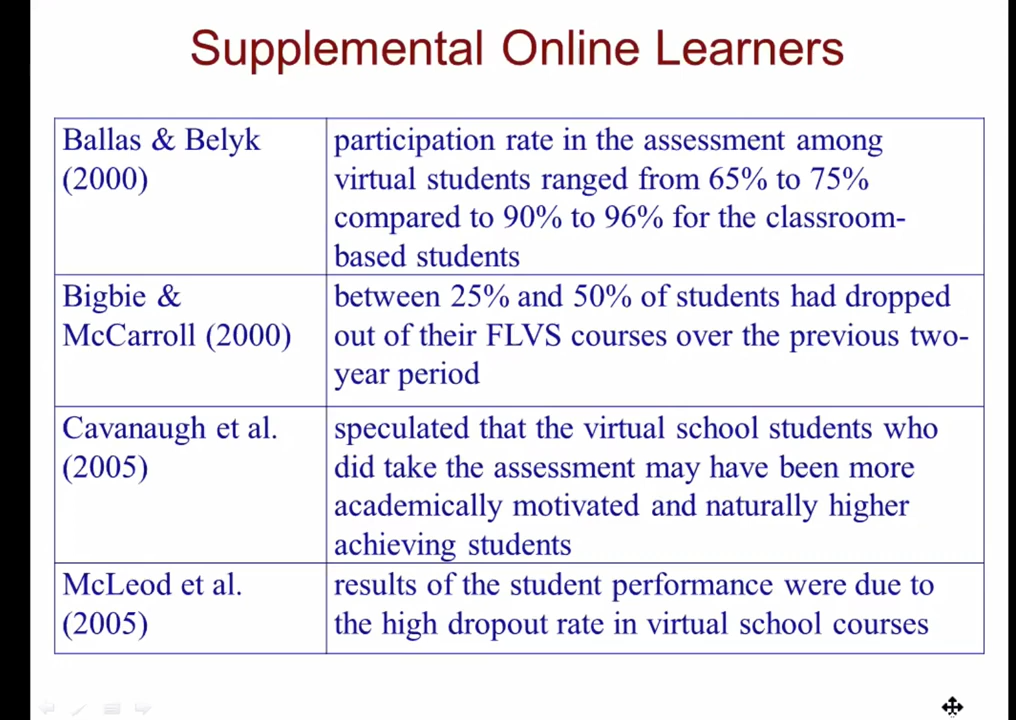 Supplemental Online Learners
Ballas & Belyk
(2000)
participation rate in the assessment among
virtual students ranged from 65% to 75%
compared to 90% to 96% for the classroom-
based students
Bigbie &
McCarroll (2000)
between 25% and 50% of students had dropped
out of their FLVS courses over the previous two-
year period
Cavanaugh et al.
(2005)
speculated that the virtual school students who
did take the assessment may have been more
academically motivated and naturally higher
achieving students
McLeod et al.
(2005)
results of the student performance were due to
the high dropout rate in virtual school courses